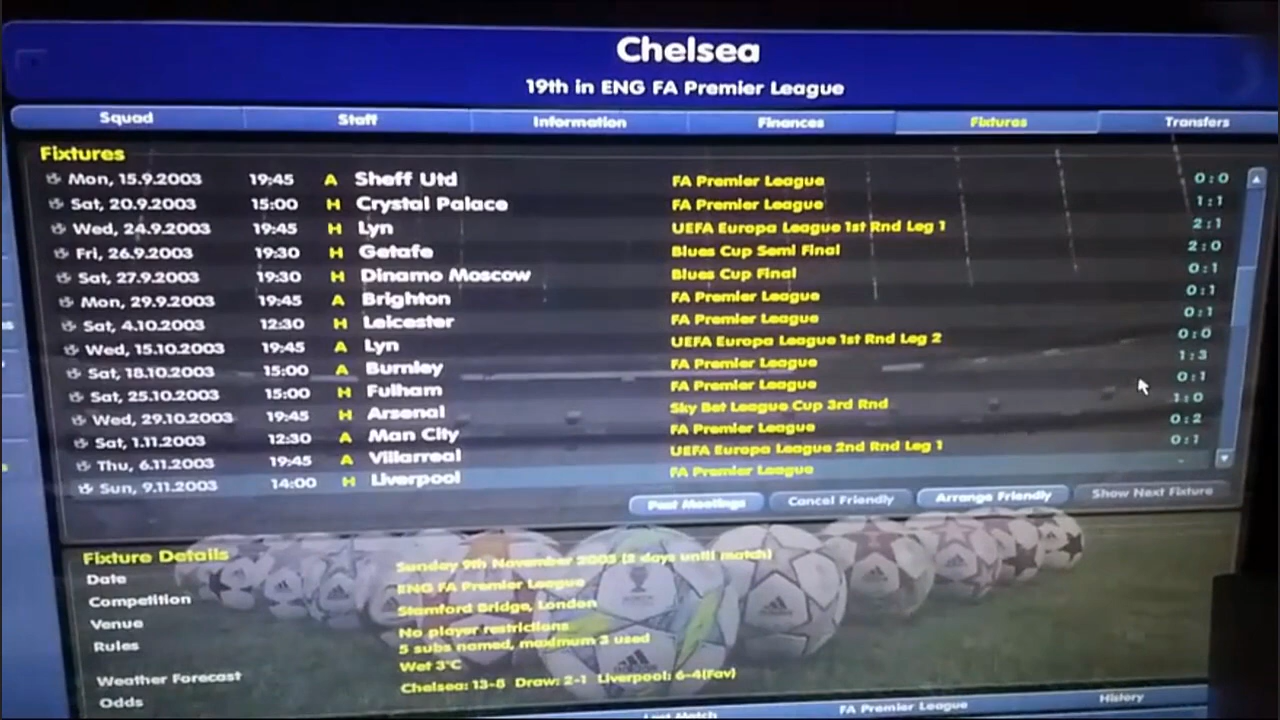 Chelsea
19th in ENG FA Premier League
Squad Staff Information Finances Fixtures Transfers
Fixtures
Mon, 15.9.2003 19:45 A Sheff Utd FA Premier League 0:0
Sat, 20.9.2003 15:00 H Crystal Palace FA Premier League 1:1
Wed, 24.9.2003 19:45 H Lyn UEFA Europa League 1st Rnd Leg 1 2:1
Fri, 26.9.2003 19:30 H Getafe Blues Cup Semi Final 2:0
Sat, 27.9.2003 19:30 H Dinamo Moscow Blues Cup Final 0:1
Mon, 29.9.2003 19:45 A Brighton FA Premier League 0:1
Sat, 4.10.2003 12:30 H Leicester FA Premier League 0:1
Wed, 15.10.2003 19:45 A Lyn UEFA Europa League 1st Rnd Leg 2 0:0
Sat, 18.10.2003 15:00 A Burnley FA Premier League 1:3
Sat, 25.10.2003 15:00 H Fulham FA Premier League 0:1
Wed, 29.10.2003 19:45 H Arsenal Sky Bet League Cup 3rd Rnd 1:0
Sat, 1.11.2003 12:30 A Man City FA Premier League 0:2
Thu, 6.11.2003 19:45 A Villarreal UEFA Europa League 2nd Rnd Leg 1 0:1
Sun, 9.11.2003 14:00 H Liverpool FA Premier League -
Past Meetings Cancel Friendly Arrange Friendly Show Next Fixture
Fixture Details
Date Sunday 9th November 2003 (2 days until match)
Competition ENG FA Premier League
Venue Stamford Bridge, London
Rules No player restrictions
5 subs named, maximum 3 used
Weather Forecast Wet 3°C
Odds Chelsea: 13-8 Draw: 2-1 Liverpool: 6-4(Fav)
Last Match FA Premier League History